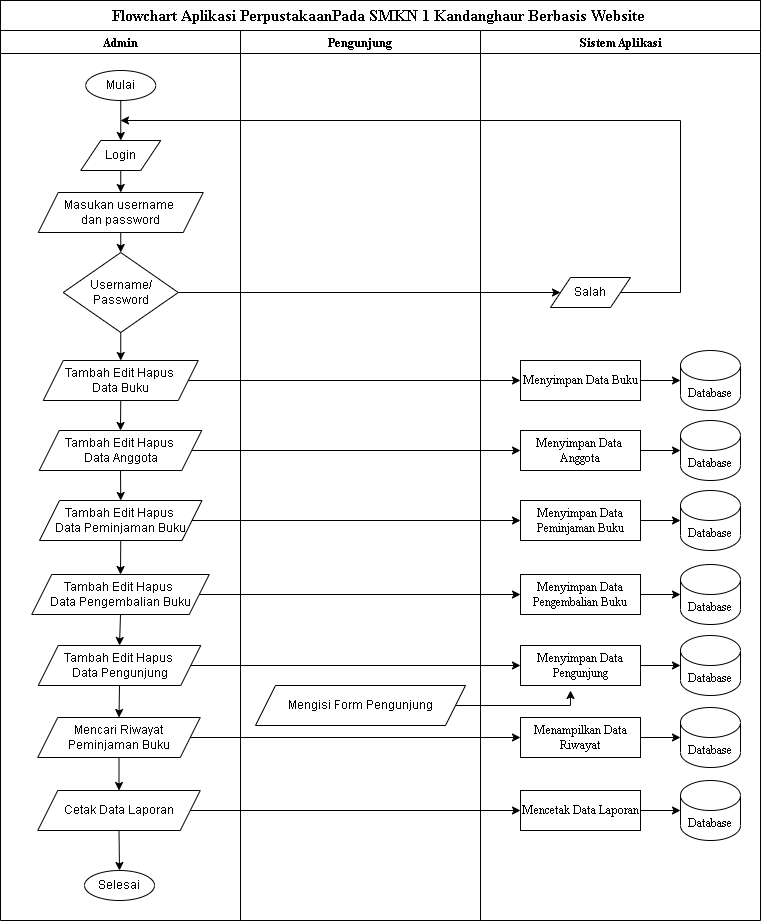 Flowchart Aplikasi PerpustakaanPada SMKN 1 Kandanghaur Berbasis Website
Admin
Pengunjung
Sistem Aplikasi
Mulai
Login
Masukan username
dan password
Username/
Password
Salah
Tambah Edit Hapus
Data Buku
Menyimpan Data Buku
Database
Tambah Edit Hapus
Data Anggota
Menyimpan Data
Anggota
Database
Tambah Edit Hapus
Data Peminjaman Buku
Menyimpan Data
Peminjaman Buku
Database
Tambah Edit Hapus
Data Pengembalian Buku
Menyimpan Data
Pengembalian Buku
Database
Tambah Edit Hapus
Data Pengunjung
Menyimpan Data
Pengunjung
Database
Mengisi Form Pengunjung
Mencari Riwayat
Peminjaman Buku
Menampilkan Data
Riwayat
Database
Cetak Data Laporan
Mencetak Data Laporan
Database
Selesai